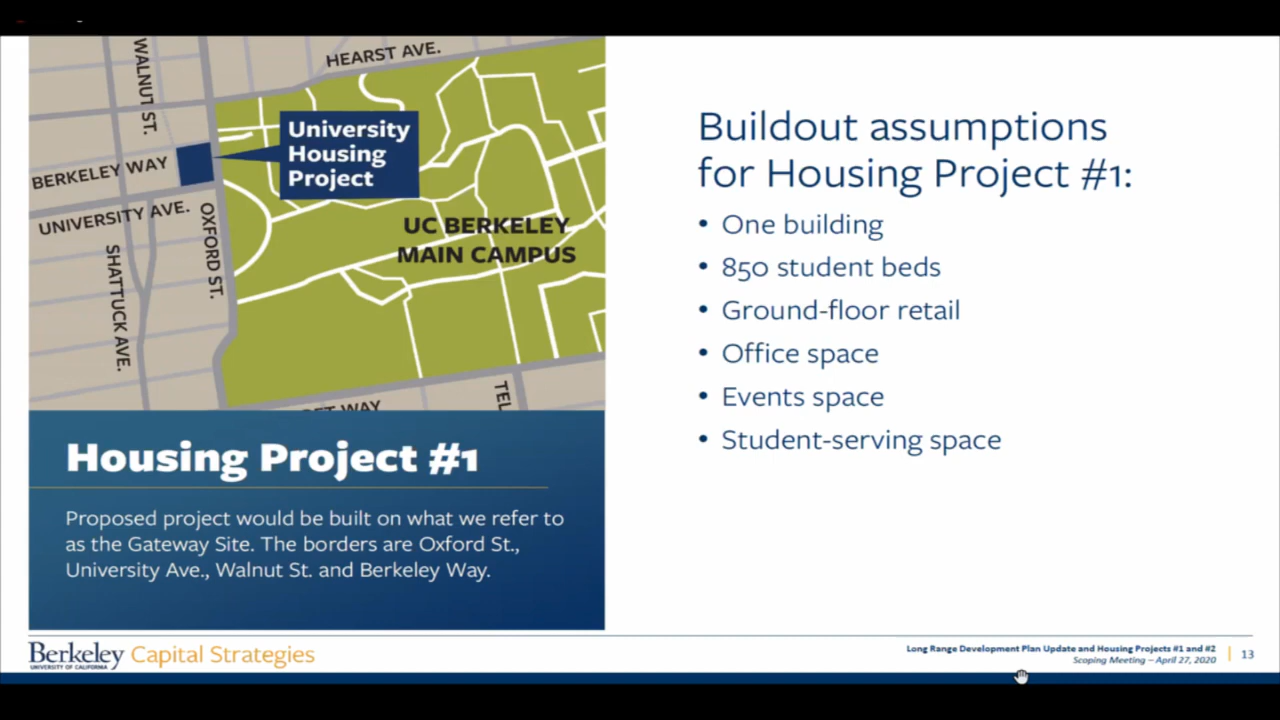 WALNUT ST.
HEARST AVE.
University
Housing
Project
BERKELEY WAY
UNIVERSITY AVE.
OXFORD ST.
SHATTUCK AVE.
UC BERKELEY
MAIN CAMPUS
WAY
TEL
Housing Project #1
Proposed project would be built on what we refer to
as the Gateway Site. The borders are Oxford St.,
University Ave., Walnut St. and Berkeley Way.
Buildout assumptions
for Housing Project #1:
• One building
• 850 student beds
• Ground-floor retail
• Office space
• Events space
• Student-serving space
Berkeley Capital Strategies
UNIVERSITY OF CALIFORNIA
Long Range Development Plan Update and Housing Projects #1 and #2
Scoping Meeting – April 27, 2020
13